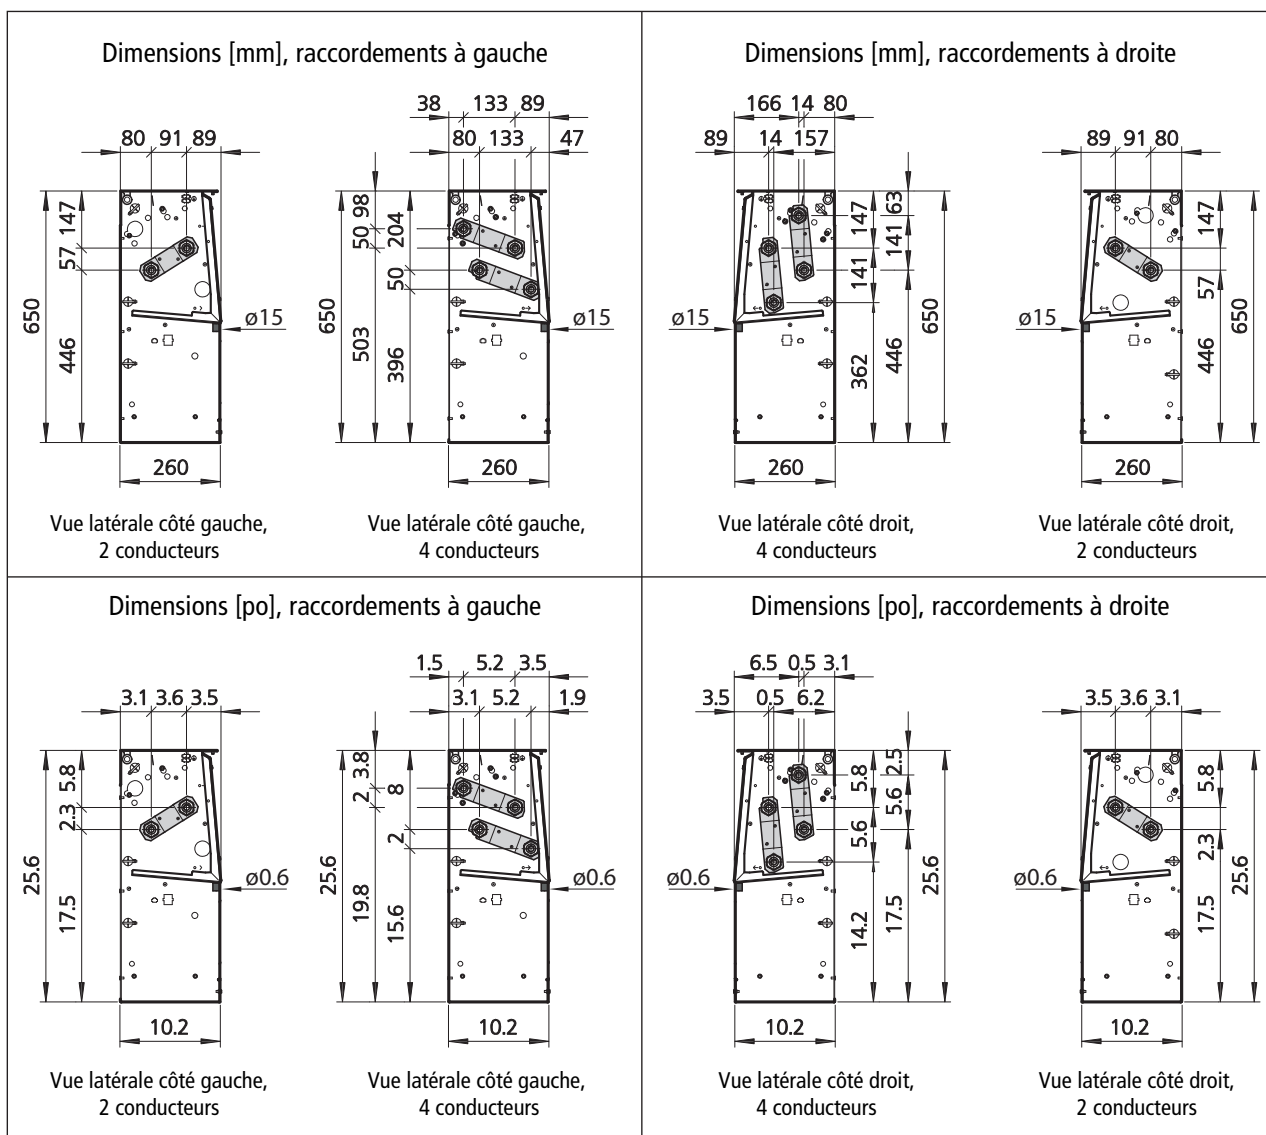 Dimensions [mm], raccordements à gauche
38 133 89
80 91 89
80 133 47
650
147
57
446
650
98
50
503
204
50
396
ø15
ø15
260
260
Vue latérale côté gauche,
2 conducteurs
Vue latérale côté gauche,
4 conducteurs
Dimensions [mm], raccordements à droite
166 14 80
89 14 157
89 91 80
147
141
362
63
141
446
650
147
57
446
650
ø15
ø15
260
260
Vue latérale côté droit,
4 conducteurs
Vue latérale côté droit,
2 conducteurs
Dimensions [po], raccordements à gauche
1.5 5.2 3.5
3.1 3.6 3.5
3.1 5.2 1.9
25.6
5.8
2.3
17.5
25.6
3.8
2
19.8
8
2
15.6
ø0.6
ø0.6
10.2
10.2
Vue latérale côté gauche,
2 conducteurs
Vue latérale côté gauche,
4 conducteurs
Dimensions [po], raccordements à droite
6.5 0.5 3.1
3.5 0.5 6.2
3.5 3.6 3.1
5.8
5.6
14.2
2.5
5.6
17.5
25.6
5.8
2.3
17.5
25.6
ø0.6
ø0.6
10.2
10.2
Vue latérale côté droit,
4 conducteurs
Vue latérale côté droit,
2 conducteurs